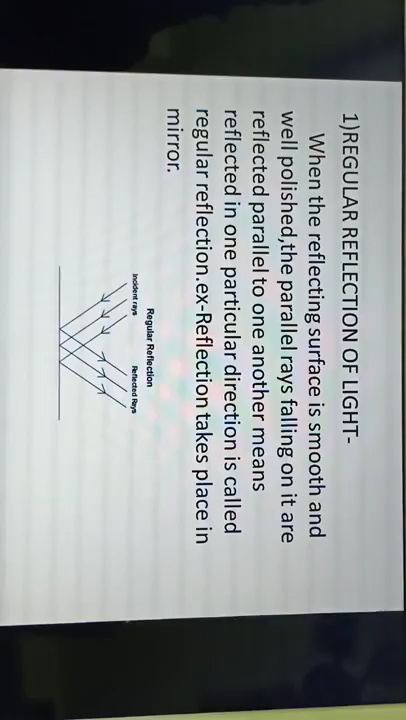 1)REGULAR REFLECTION OF LIGHT-
When the reflecting surface is smooth and
well polished,the parallel rays falling on it are
reflected parallel to one another means
reflected in one particular direction is called
regular reflection.ex-Reflection takes place in
mirror.
Regular Reflection
Incident rays
Reflected Rays